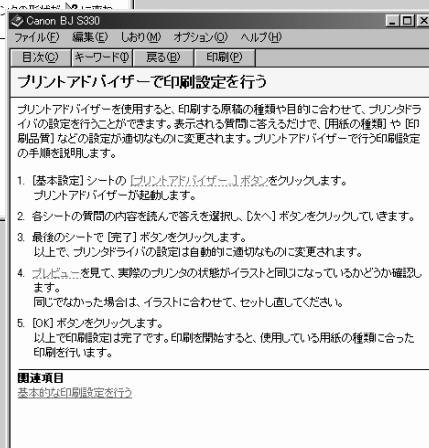 Canon BJ S330
ファイル(F) 編集(E) しおり(M) オプション(O) ヘルプ(H)
目次(C) キーワード(I) 戻る(B) 印刷(P)
プリントアドバイザーで印刷設定を行う
プリントアドバイザーを使用すると、印刷する原稿の種類や目的に合わせて、プリンタドラ
イバの設定を行うことができます。表示される質問に答えるだけで、[用紙の種類] や [印
刷品質] などの設定が適切なものに変更されます。プリントアドバイザーで行う印刷設定
の手順を説明します。
1. [基本設定] シートの [プリントアドバイザー...] ボタンをクリックします。
プリントアドバイザーが起動します。
2. 各シートの質問の内容を読んで答えを選択し、[次へ] ボタンをクリックしていきます。
3. 最後のシートで [完了] ボタンをクリックします。
以上で、プリンタドライバの設定は自動的に適切なものに変更されます。
4. プレビューを見て、実際のプリンタの状態がイラストと同じになっているかどうか確認し
ます。
同じでなかった場合は、イラストに合わせて、セットし直してください。
5. [OK] ボタンをクリックします。
以上で印刷設定は完了です。印刷を開始すると、使用している用紙の種類に合った
印刷を行います。
関連項目
基本的な印刷設定を行う